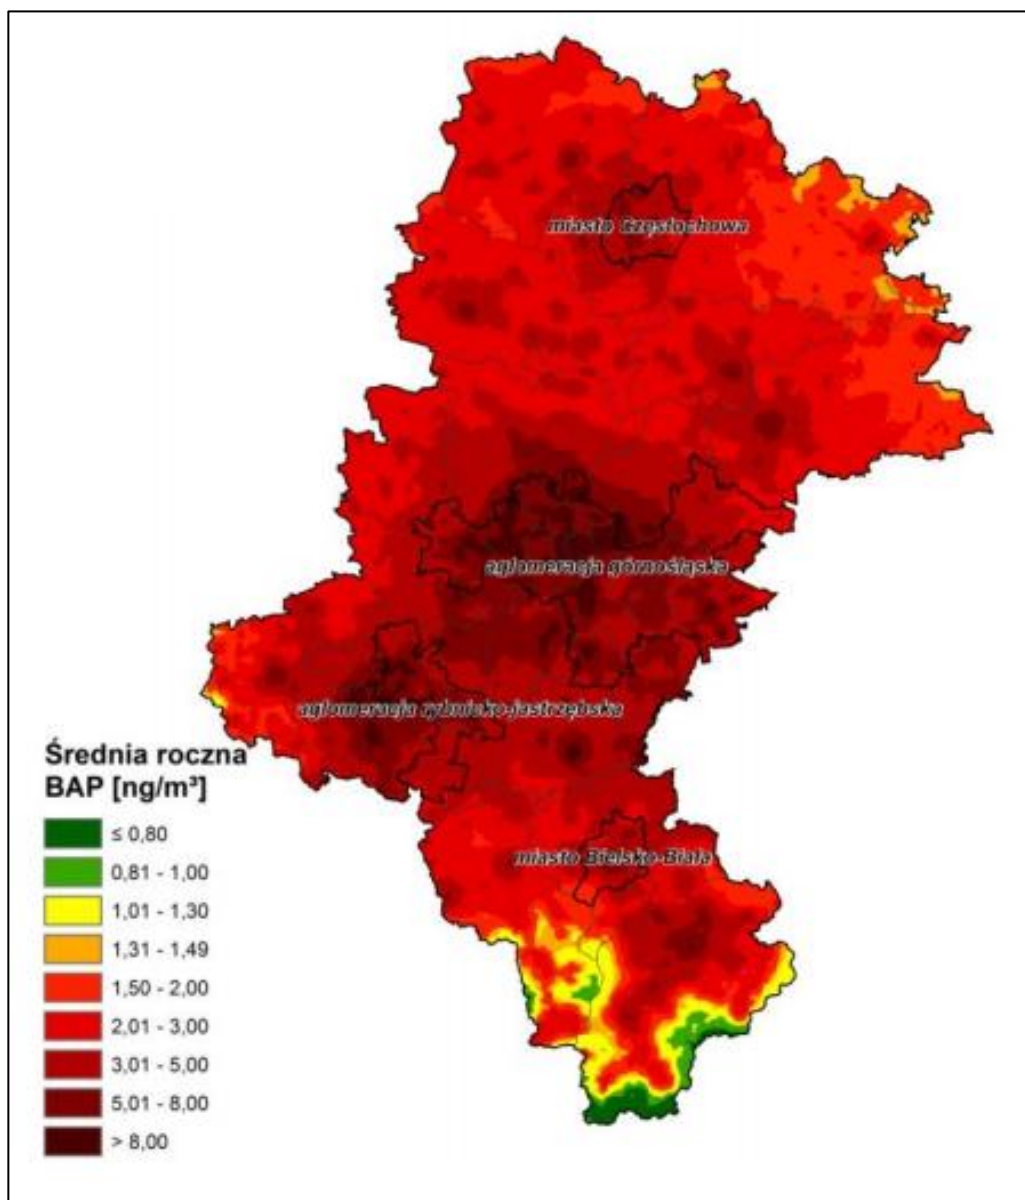 miasto Częstochowa
aglomeracja górnośląska
aglomeracja rybnicko-jastrzębska
Średnia roczna
BAP [ng/m³]
≤ 0,80
0,81 - 1,00
miasto Bielsko-Biała
1,01 - 1,30
1,31 - 1,49
1,50 - 2,00
2,01 - 3,00
3,01 - 5,00
5,01 - 8,00
> 8,00